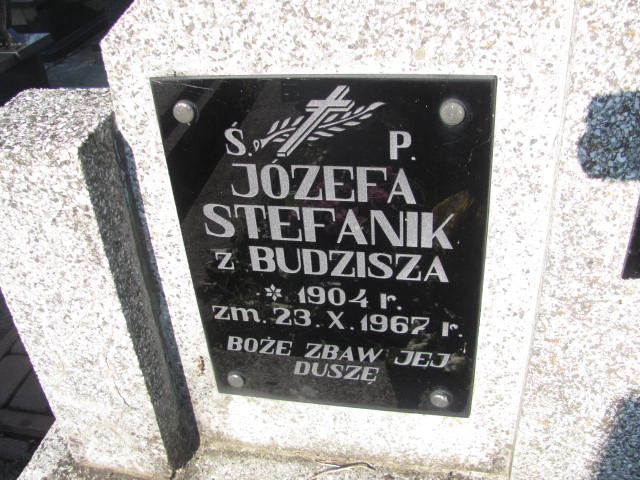 Ś. P.
JÓZEFA
STEFANIK
z BUDZISZA
* 1904 r.
zm. 23. X. 1967 r.
BOŻE ZBAW JEJ
DUSZĘ